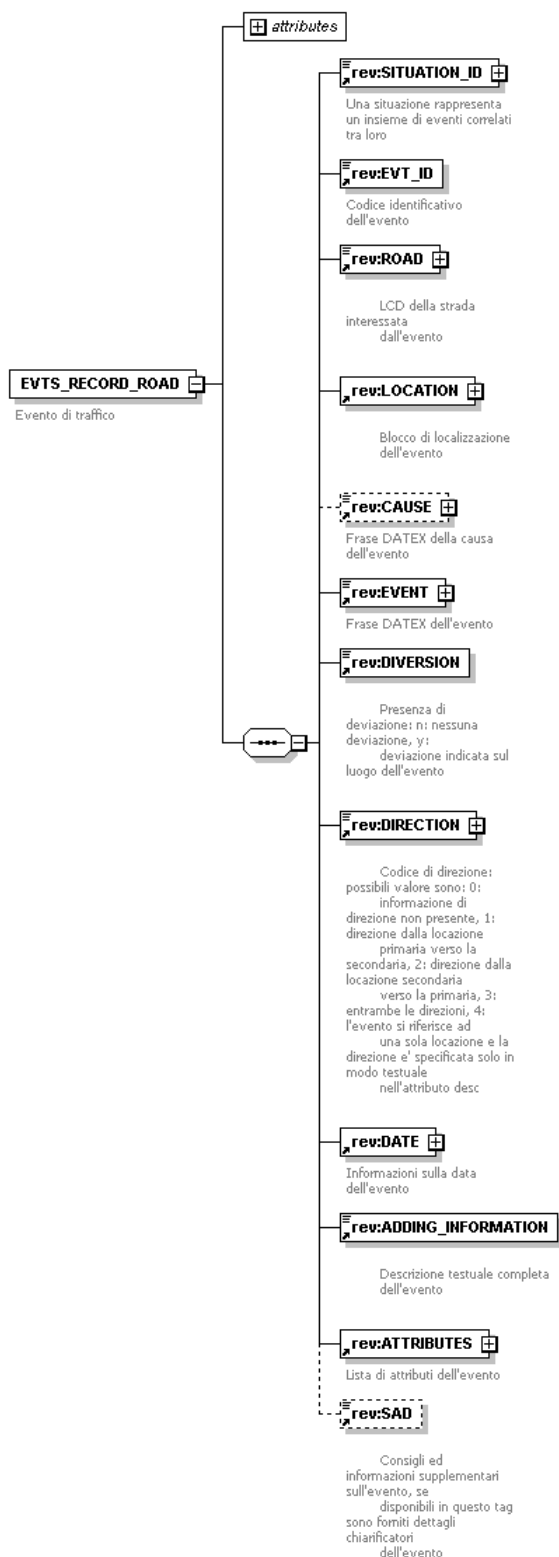 attributes
rev:SITUATION_ID
Una situazione rappresenta
un insieme di eventi correlati
tra loro
rev:EVT_ID
Codice identificativo
dell'evento
rev:ROAD
LCD della strada
interessata
dall'evento
EVTS_RECORD_ROAD
Evento di traffico
rev:LOCATION
Blocco di localizzazione
dell'evento
rev:CAUSE
Frase DATEX della causa
dell'evento
rev:EVENT
Frase DATEX dell'evento
rev:DIVERSION
Presenza di
deviazione: n: nessuna
deviazione, y:
deviazione indicata sul
luogo dell'evento
rev:DIRECTION
Codice di direzione:
possibili valore sono: 0:
informazione di
direzione non presente, 1:
direzione dalla locazione
primaria verso la
secondaria, 2: direzione dalla
locazione secondaria
verso la primaria, 3:
entrambe le direzioni, 4:
l'evento si riferisce ad
una sola locazione e la
direzione e' specificata solo in
modo testuale
nell'attributo desc
rev:DATE
Informazioni sulla data
dell'evento
rev:ADDING_INFORMATION
Descrizione testuale completa
dell'evento
rev:ATTRIBUTES
Lista di attributi dell'evento
rev:SAD
Consigli ed
informazioni supplementari
sull'evento, se
disponibili in questo tag
sono forniti dettagli
chiarificatori
dell'evento